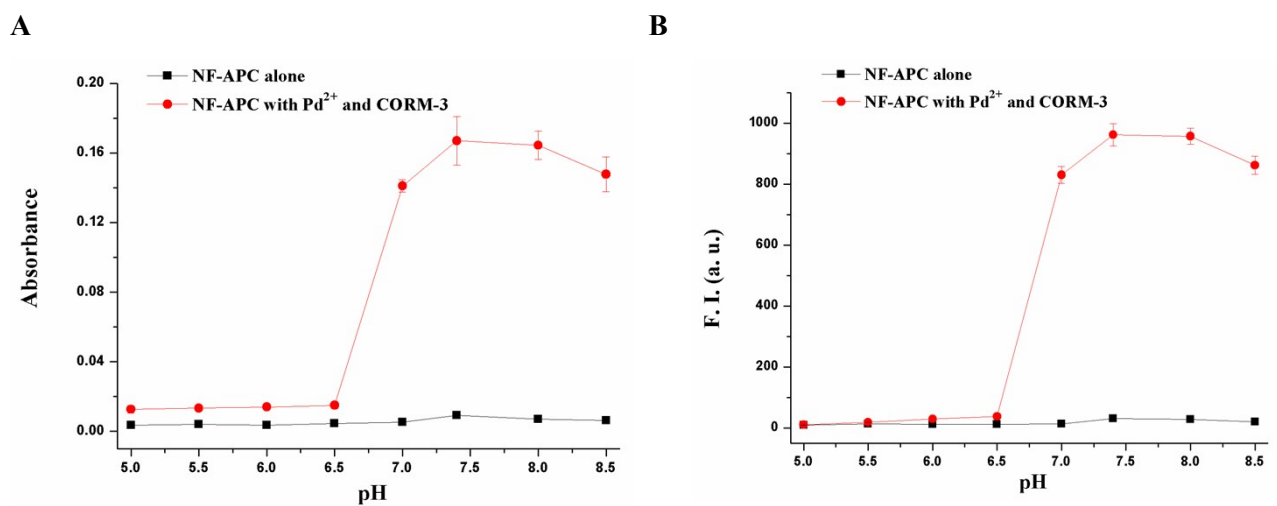 A
NF-APC alone
NF-APC with Pd²⁺ and CORM-3
0.20
0.16
0.12
0.08
0.04
0.00
Absorbance
5.0 5.5 6.0 6.5 7.0 7.5 8.0 8.5
pH
B
NF-APC alone
NF-APC with Pd²⁺ and CORM-3
1000
800
600
400
200
0
F. I. (a. u.)
5.0 5.5 6.0 6.5 7.0 7.5 8.0 8.5
pH